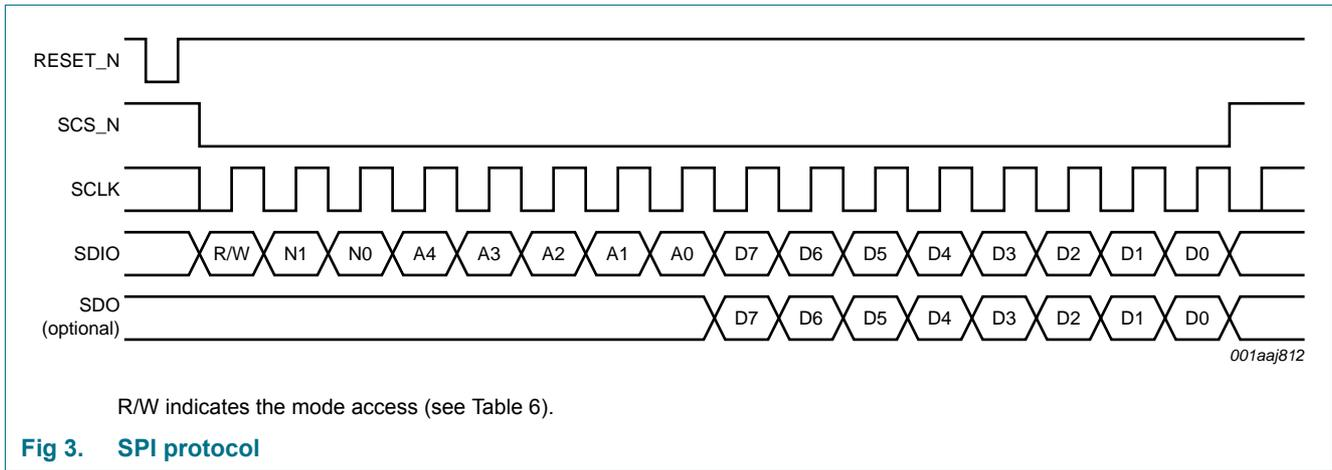 RESET_N
SCS_N
SCLK
SDIO R/W N1 N0 A4 A3 A2 A1 A0 D7 D6 D5 D4 D3 D2 D1 D0
SDO
(optional) D7 D6 D5 D4 D3 D2 D1 D0
001aaj812
R/W indicates the mode access (see Table 6).
Fig 3. SPI protocol